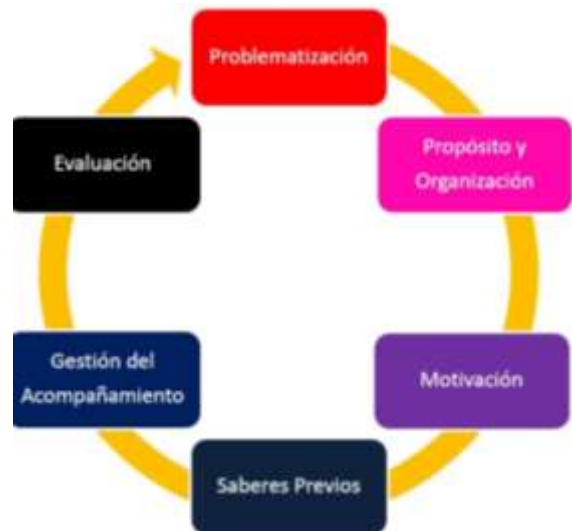 Problematización
Propósito y
Organización
Motivación
Saberes Previos
Gestión del
Acompañamiento
Evaluación